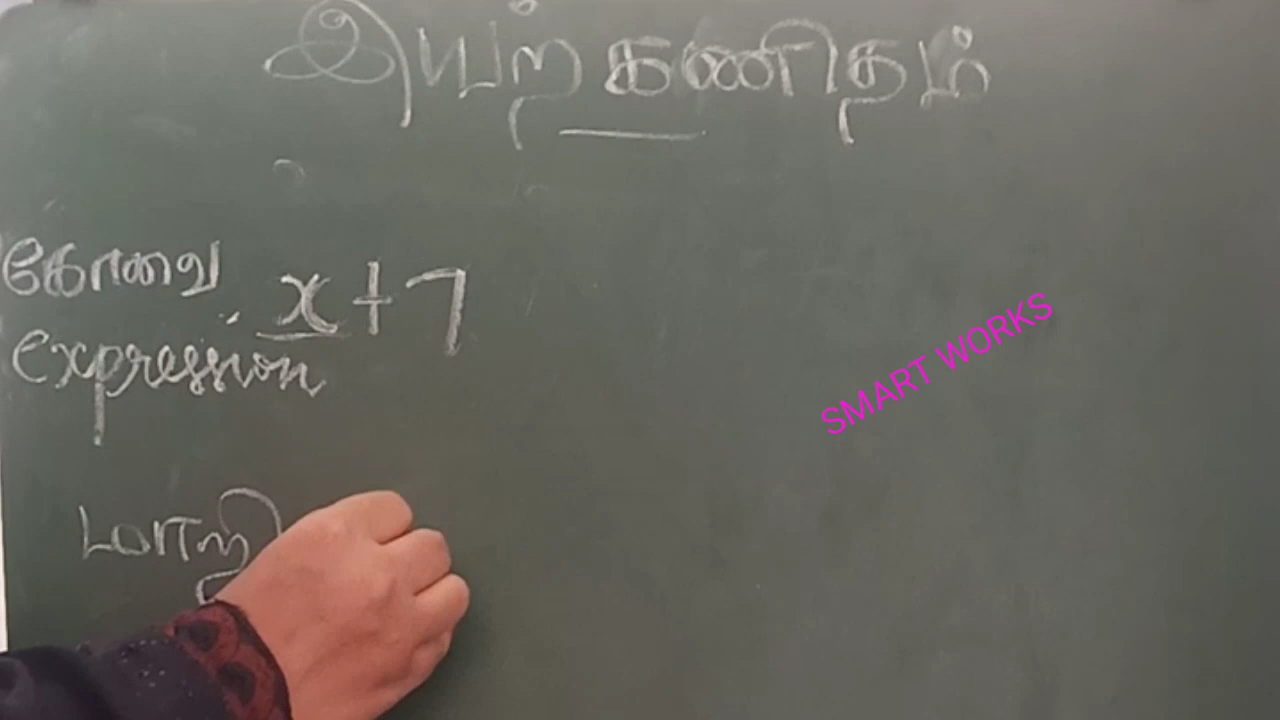 இயற்கணிதம்
கோவை x + 7
expression
மாறி
SMART WORKS